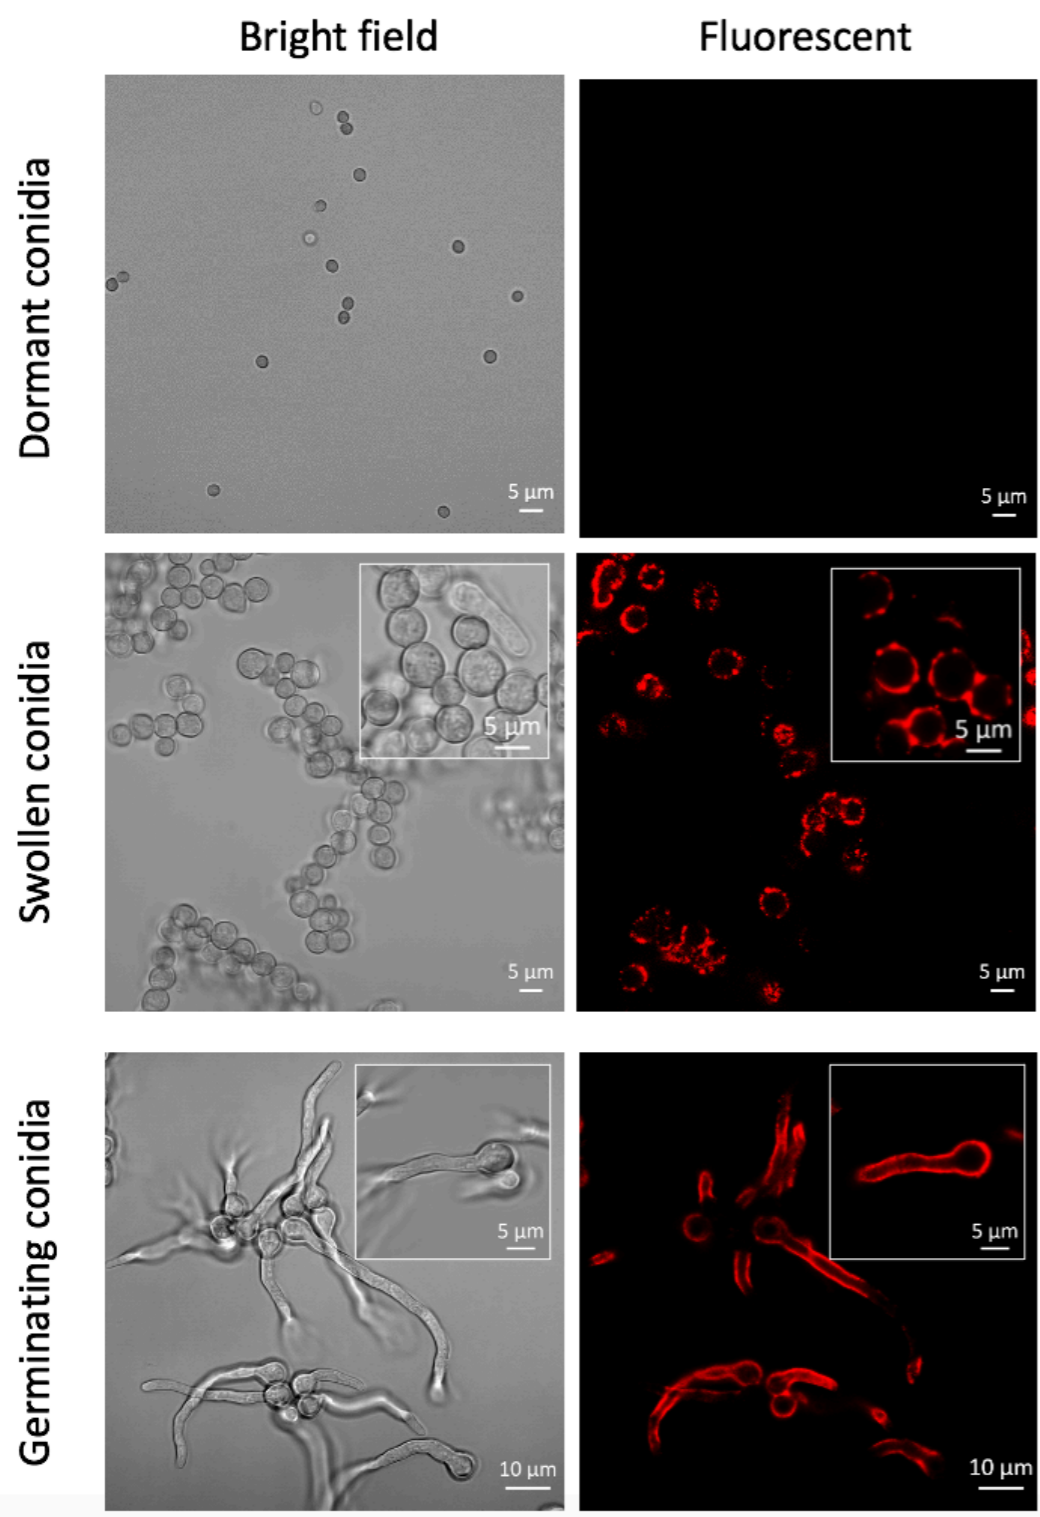 Bright field
Fluorescent
Dormant conidia
5 µm
5 µm
Swollen conidia
5 µm
5 µm
5 µm
5 µm
Germinating conidia
5 µm
5 µm
10 µm
10 µm